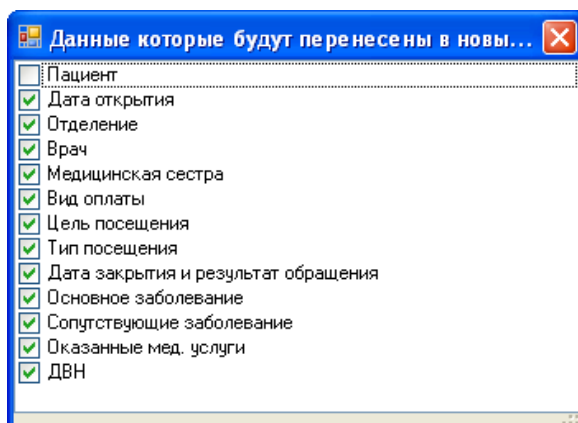 Данные которые будут перенесены в новы...
Пациент
Дата открытия
Отделение
Врач
Медицинская сестра
Вид оплаты
Цель посещения
Тип посещения
Дата закрытия и результат обращения
Основное заболевание
Сопутствующие заболевание
Оказанные мед. услуги
ДВН